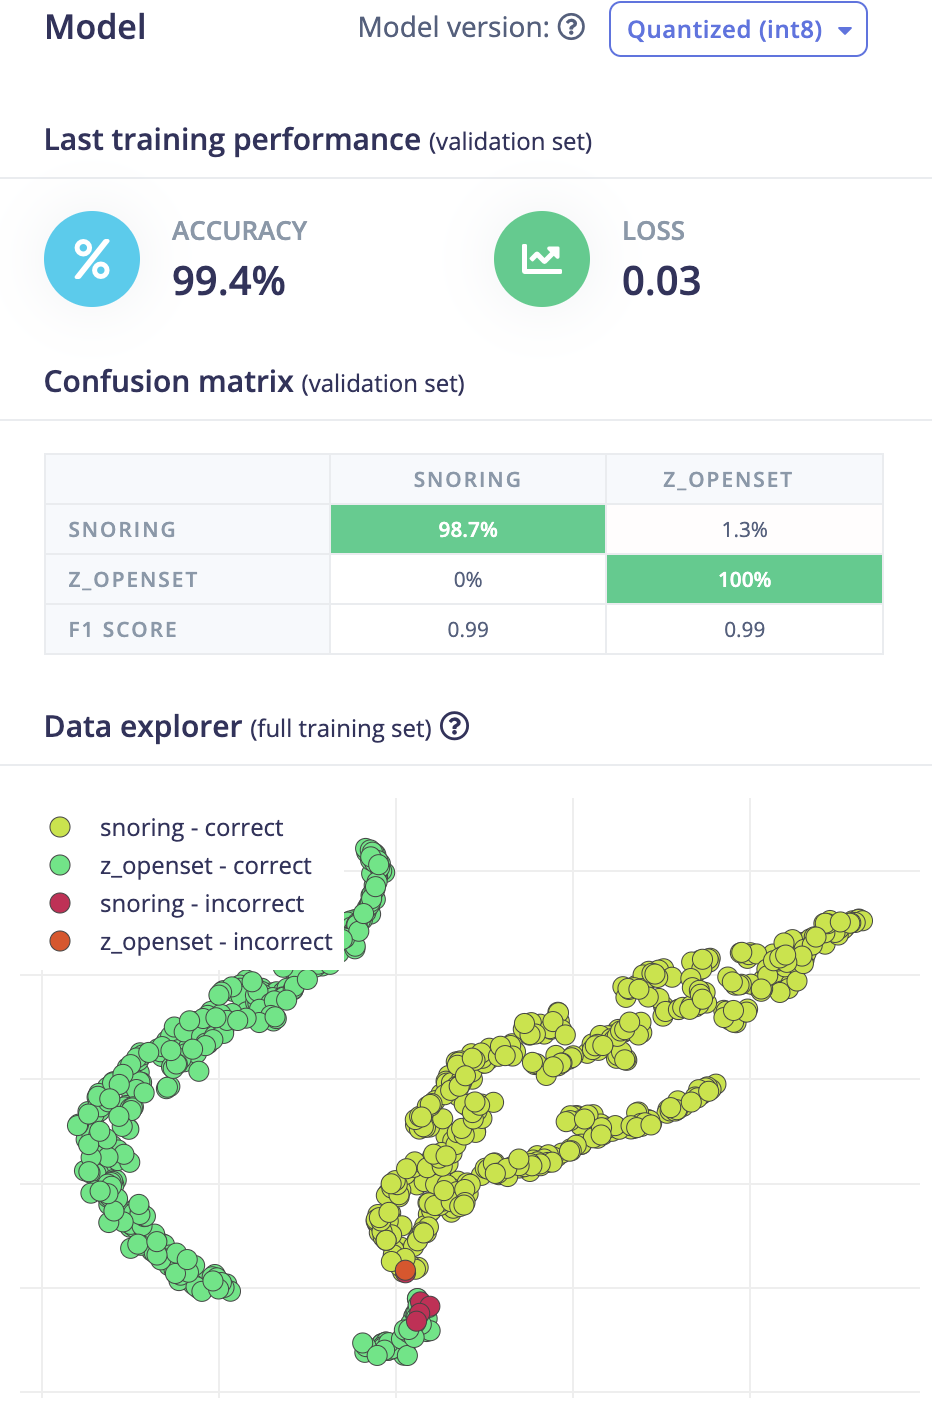 Model
Model version: ?
Quantized (int8)
Last training performance (validation set)
%
ACCURACY
99.4%
LOSS
0.03
Confusion matrix (validation set)
SNORING Z_OPENSET
SNORING 98.7% 1.3%
Z_OPENSET 0% 100%
F1 SCORE 0.99 0.99
Data explorer (full training set) ?
snoring - correct
z_openset - correct
snoring - incorrect
z_openset - incorrect